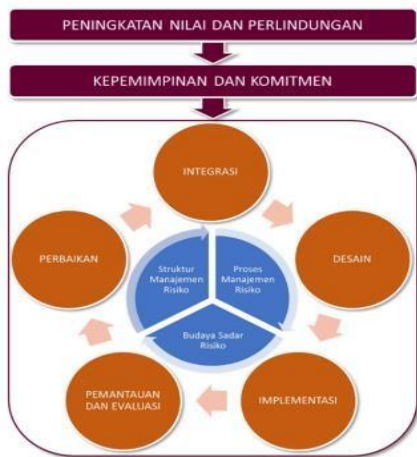 PENINGKATAN NILAI DAN PERLINDUNGAN
KEPEMIMPINAN DAN KOMITMEN
INTEGRASI
PERBAIKAN
DESAIN
Struktur
Manajemen
Risiko
Proses
Manajemen
Risiko
Budaya Sadar
Risiko
PEMANTAUAN
DAN EVALUASI
IMPLEMENTASI